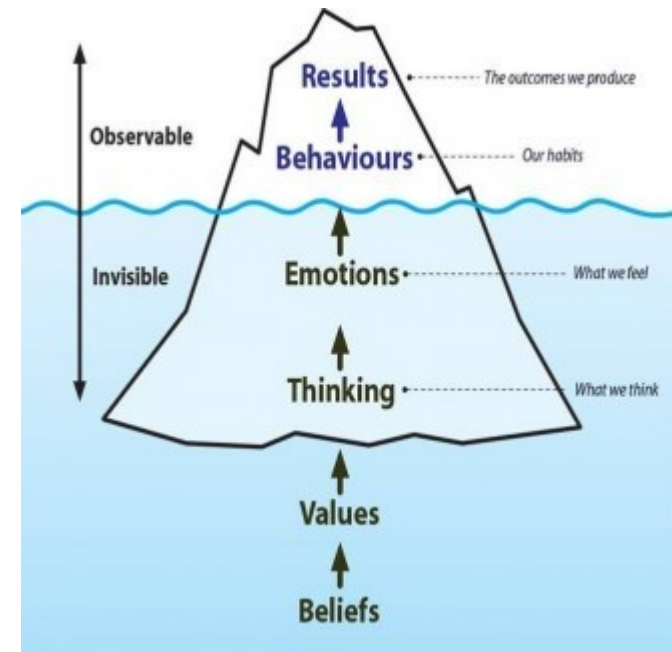 Results
The outcomes we produce
Observable
Behaviours
Our habits
Invisible
Emotions
What we feel
Thinking
What we think
Values
Beliefs